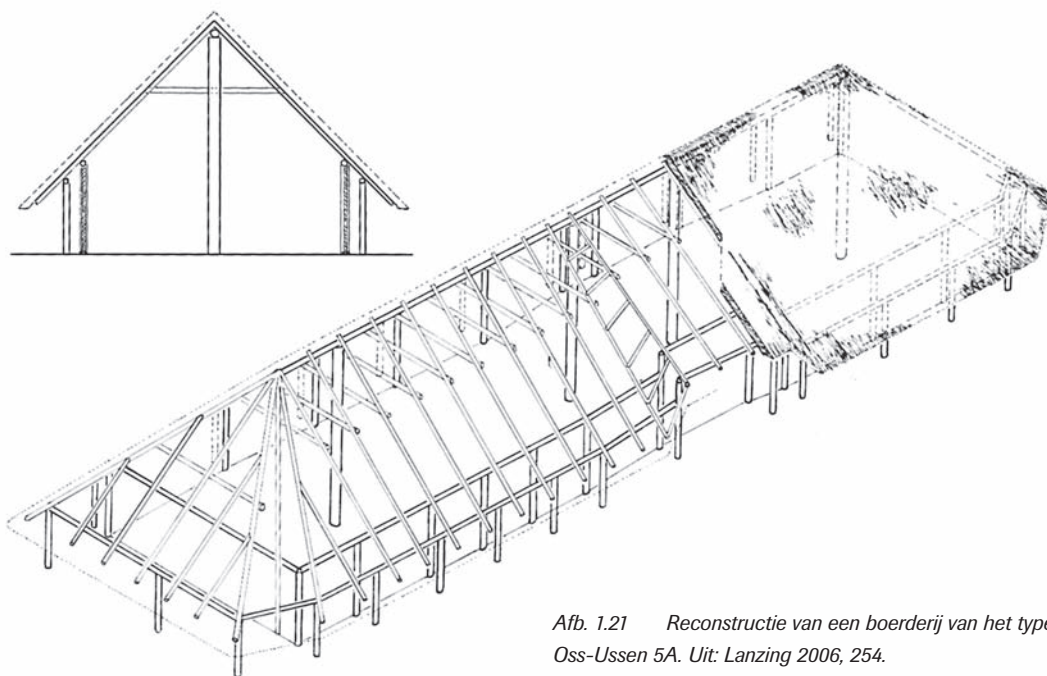 Afb. 1.21 Reconstructie van een boerderij van het type
Oss-Ussen 5A. Uit: Lanzing 2006, 254.